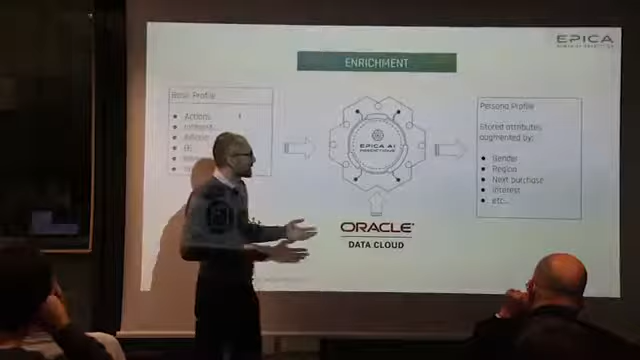 EPICA
ENRICHMENT
Basic Profile
Actions
EPICA AI
ORACLE
DATA CLOUD
Persona Profile
Stored attributes
augmented by:
Gender
Region
Next purchase
Interest
etc..